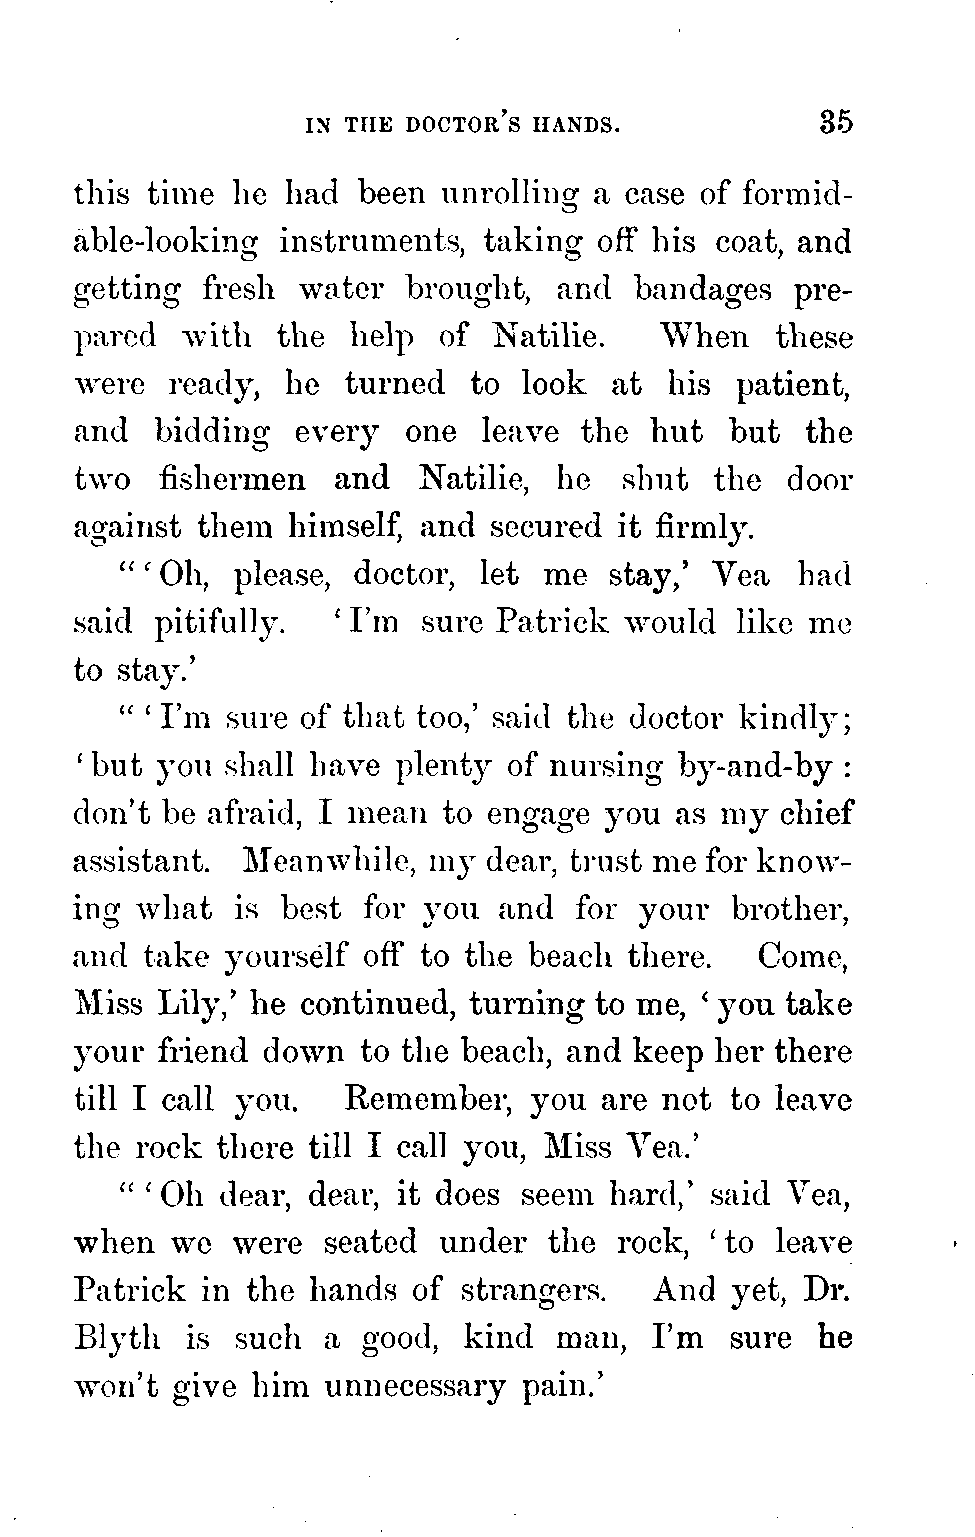 IN THE DOCTOR'S HANDS. 35
this time he had been unrolling a case of formid-
able-looking instruments, taking off his coat, and
getting fresh water brought, and bandages pre-
pared with the help of Natilie. When these
were ready, he turned to look at his patient,
and bidding every one leave the hut but the
two fishermen and Natilie, he shut the door
against them himself, and secured it firmly.
"'Oh, please, doctor, let me stay,' Vea had
said pitifully. 'I'm sure Patrick would like me
to stay.'
"'I'm sure of that too,' said the doctor kindly;
'but you shall have plenty of nursing by-and-by :
don't be afraid, I mean to engage you as my chief
assistant. Meanwhile, my dear, trust me for know-
ing what is best for you and for your brother,
and take yourself off to the beach there. Come,
Miss Lily,' he continued, turning to me, 'you take
your friend down to the beach, and keep her there
till I call you. Remember, you are not to leave
the rock there till I call you, Miss Vea.'
"'Oh dear, dear, it does seem hard,' said Vea,
when we were seated under the rock, 'to leave
Patrick in the hands of strangers. And yet, Dr.
Blyth is such a good, kind man, I'm sure he
won't give him unnecessary pain.'